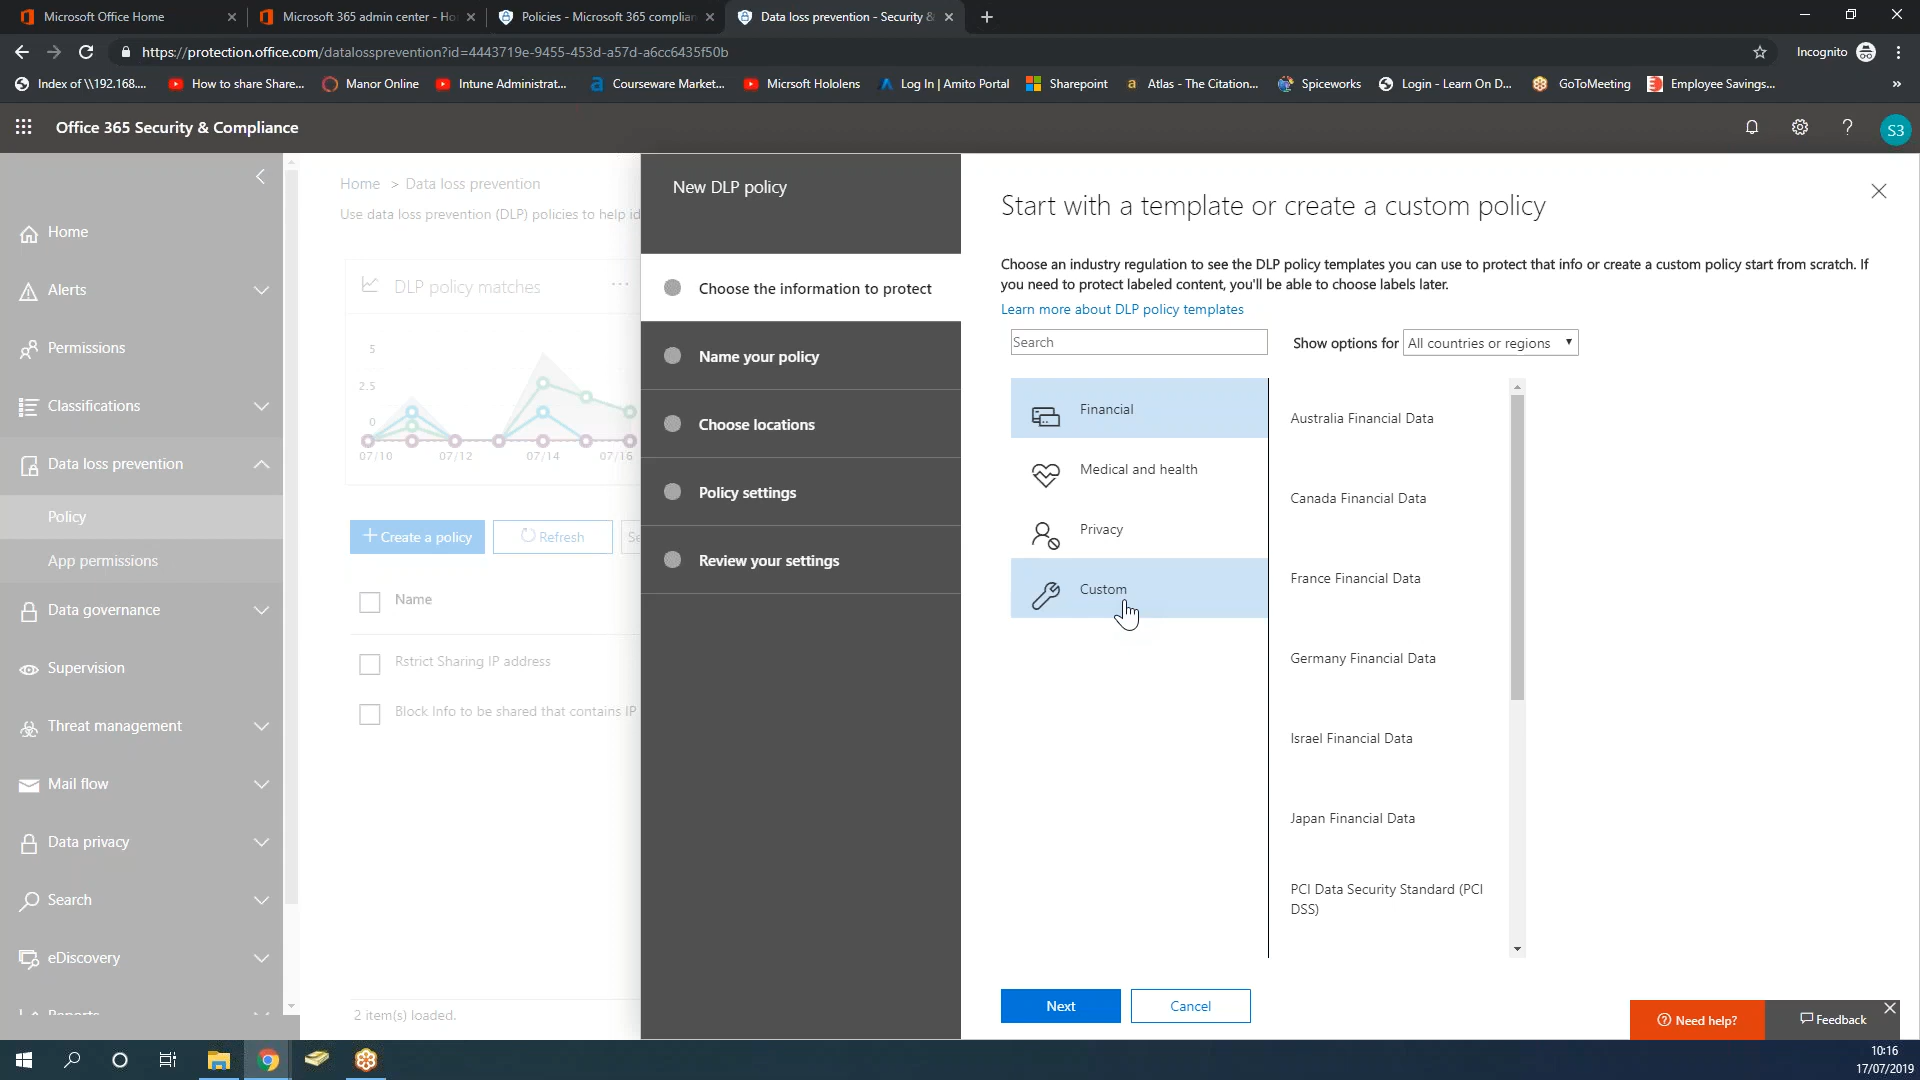 Microsoft Office Home
Microsoft 365 admin center - Ho
Policies - Microsoft 365 complian
Data loss prevention - Security &
https://protection.office.com/datalossprevention?id=4443719e-9455-453d-a57d-a6cc6435f50b
Incognito
Index of \\192.168....
How to share Share...
Manor Online
Intune Administrat...
Courseware Market...
Microsft Hololens
Log In | Amito Portal
Sharepoint
Atlas - The Citation...
Spiceworks
Login - Learn On D...
GoToMeeting
Employee Savings...
»
Office 365 Security & Compliance
?
S3
Home
Alerts
Permissions
Classifications
Data loss prevention
Policy
App permissions
Data governance
Supervision
Threat management
Mail flow
Data privacy
Search
eDiscovery
Reports
Home > Data loss prevention
Use data loss prevention (DLP) policies to help id
DLP policy matches
...
5
2.5
0
07/10 07/12 07/14 07/16
+ Create a policy
Refresh
Se
Name
Rstrict Sharing IP address
Block Info to be shared that contains IP
2 item(s) loaded.
New DLP policy
Choose the information to protect
Name your policy
Choose locations
Policy settings
Review your settings
Start with a template or create a custom policy
Choose an industry regulation to see the DLP policy templates you can use to protect that info or create a custom policy start from scratch. If
you need to protect labeled content, you'll be able to choose labels later.
Learn more about DLP policy templates
Search
Show options for
All countries or regions
Financial
Medical and health
Privacy
Custom
Australia Financial Data
Canada Financial Data
France Financial Data
Germany Financial Data
Israel Financial Data
Japan Financial Data
PCI Data Security Standard (PCI
DSS)
Next
Cancel
Need help?
Feedback
10:16
17/07/2019